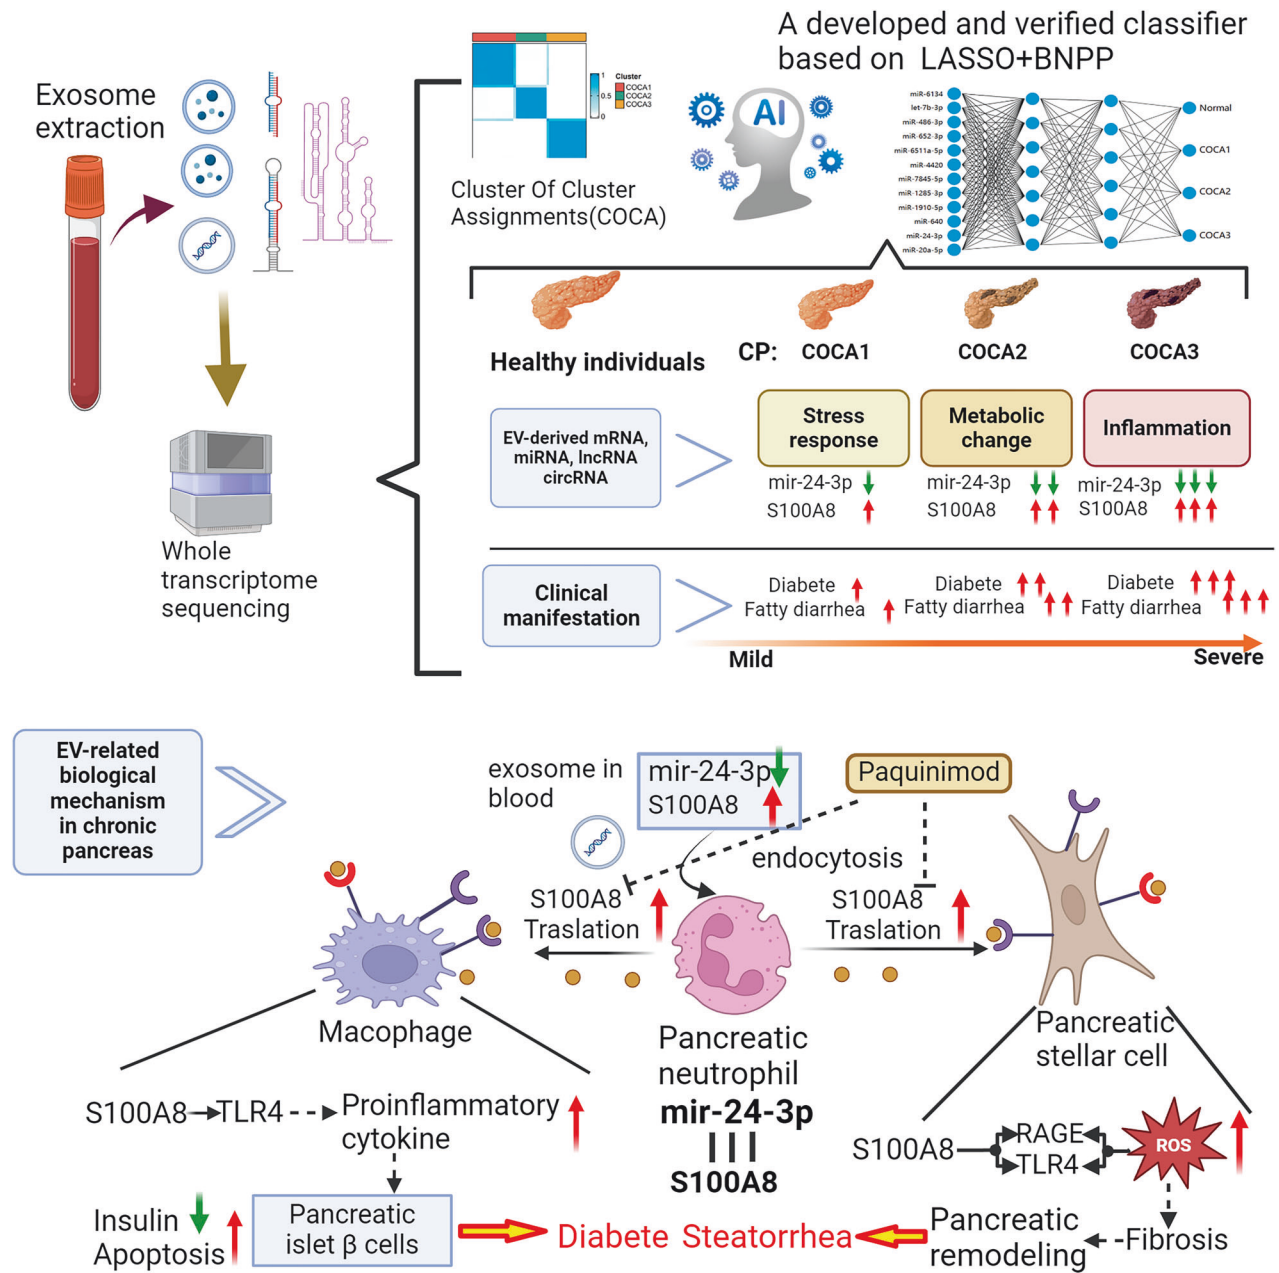 Exosome
extraction
Whole
transcriptome
sequencing
1
0.5
0
Cluster
COCA1
COCA2
COCA3
Cluster Of Cluster
Assignments(COCA)
A developed and verified classifier
based on LASSO+BNPP
AI
miR-6134
let-7b-3p
miR-486-3p
miR-652-3p
miR-6511a-5p
miR-4420
miR-7845-5p
miR-1285-3p
miR-1910-5p
miR-640
miR-24-3p
miR-20a-5p
Normal
COCA1
COCA2
COCA3
Healthy individuals
CP: COCA1 COCA2 COCA3
EV-derived mRNA,
miRNA, lncRNA
circRNA
Stress
response
Metabolic
change
Inflammation
mir-24-3p
S100A8
mir-24-3p
S100A8
mir-24-3p
S100A8
Clinical
manifestation
Diabete
Fatty diarrhea
Diabete
Fatty diarrhea
Diabete
Fatty diarrhea
Mild
Severe
EV-related
biological
mechanism
in chronic
pancreas
exosome in
blood
mir-24-3p
S100A8
Paquinimod
endocytosis
S100A8
Traslation
S100A8
Traslation
Macophage
Pancreatic
neutrophil
mir-24-3p
S100A8
Pancreatic
stellar cell
S100A8 TLR4 Proinflammatory
cytokine
S100A8
RAGE
TLR4
ROS
Insulin
Apoptosis
Pancreatic
islet β cells
Diabete Steatorrhea
Pancreatic
remodeling
Fibrosis